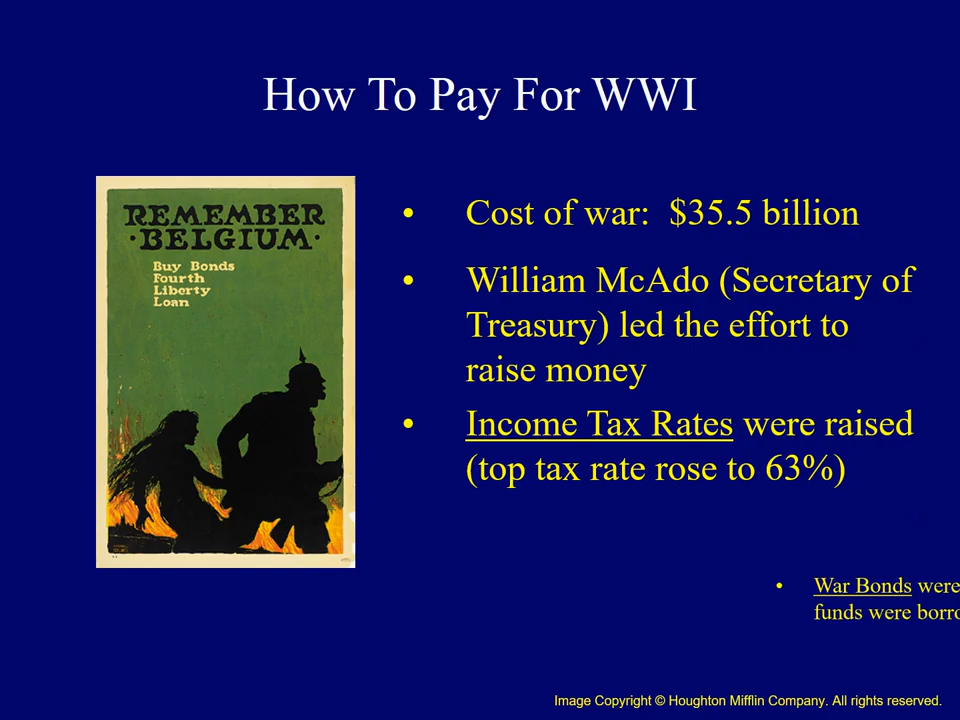 How To Pay For WWI
REMEMBER
·BELGIUM·
Buy Bonds
Fourth
Liberty
Loan
• Cost of war: $35.5 billion
• William McAdo (Secretary of
Treasury) led the effort to
raise money
• Income Tax Rates were raised
(top tax rate rose to 63%)
• War Bonds were
funds were
Image Copyright © Houghton Mifflin Company. All rights reserved.